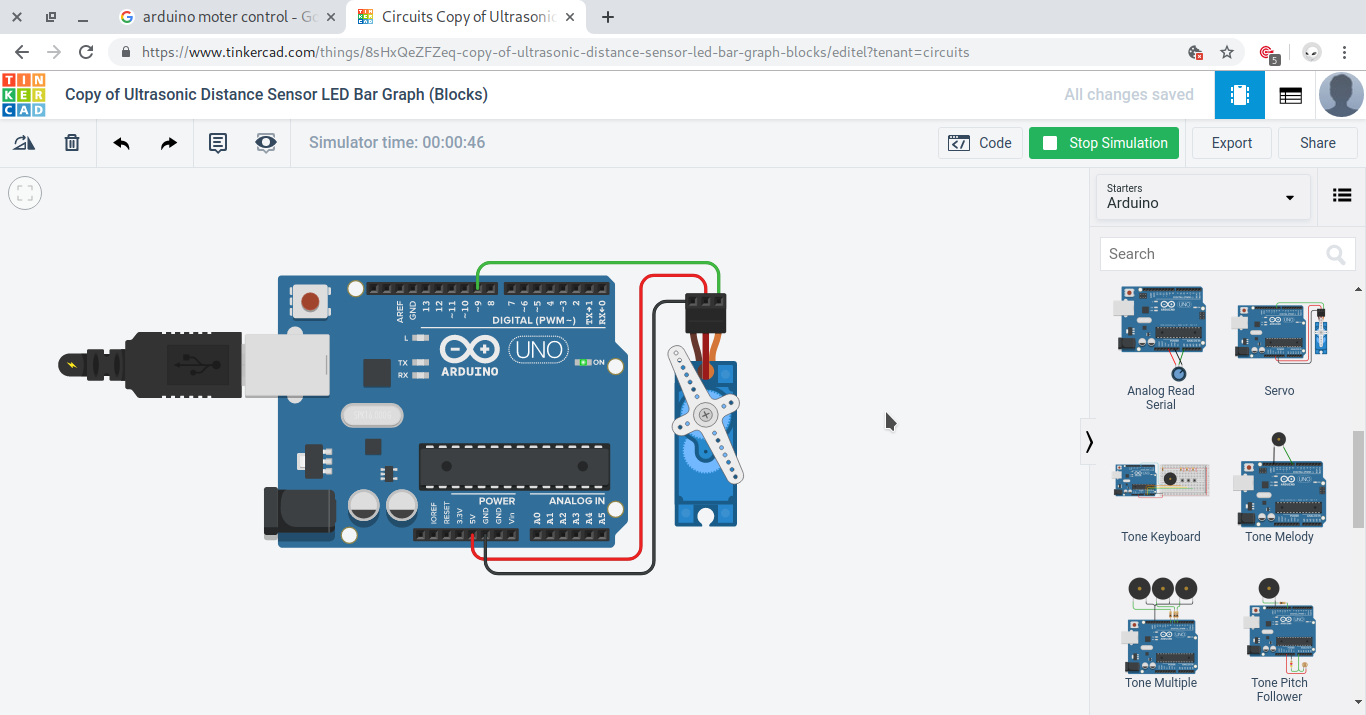 arduino moter control - Go
Circuits Copy of Ultrasonic
https://www.tinkercad.com/things/8sHxQeZFZeq-copy-of-ultrasonic-distance-sensor-led-bar-graph-blocks/editel?tenant=circuits
5
TIN
KER
CAD
Copy of Ultrasonic Distance Sensor LED Bar Graph (Blocks)
All changes saved
Simulator time: 00:00:46
Code
Stop Simulation
Export
Share
Starters
Arduino
Search
AREF
GND
13
12
~11
~10
~9
8
7
~6
~5
4
~3
2
TX→1
RX←0
DIGITAL (PWM~)
L
TX
RX
ARDUINO
UNO
ON
POWER
ANALOG IN
IOREF
RESET
3.3V
5V
GND
GND
Vin
A0
A1
A2
A3
A4
A5
Analog Read
Serial
Servo
Tone Keyboard
Tone Melody
Tone Multiple
Tone Pitch
Follower